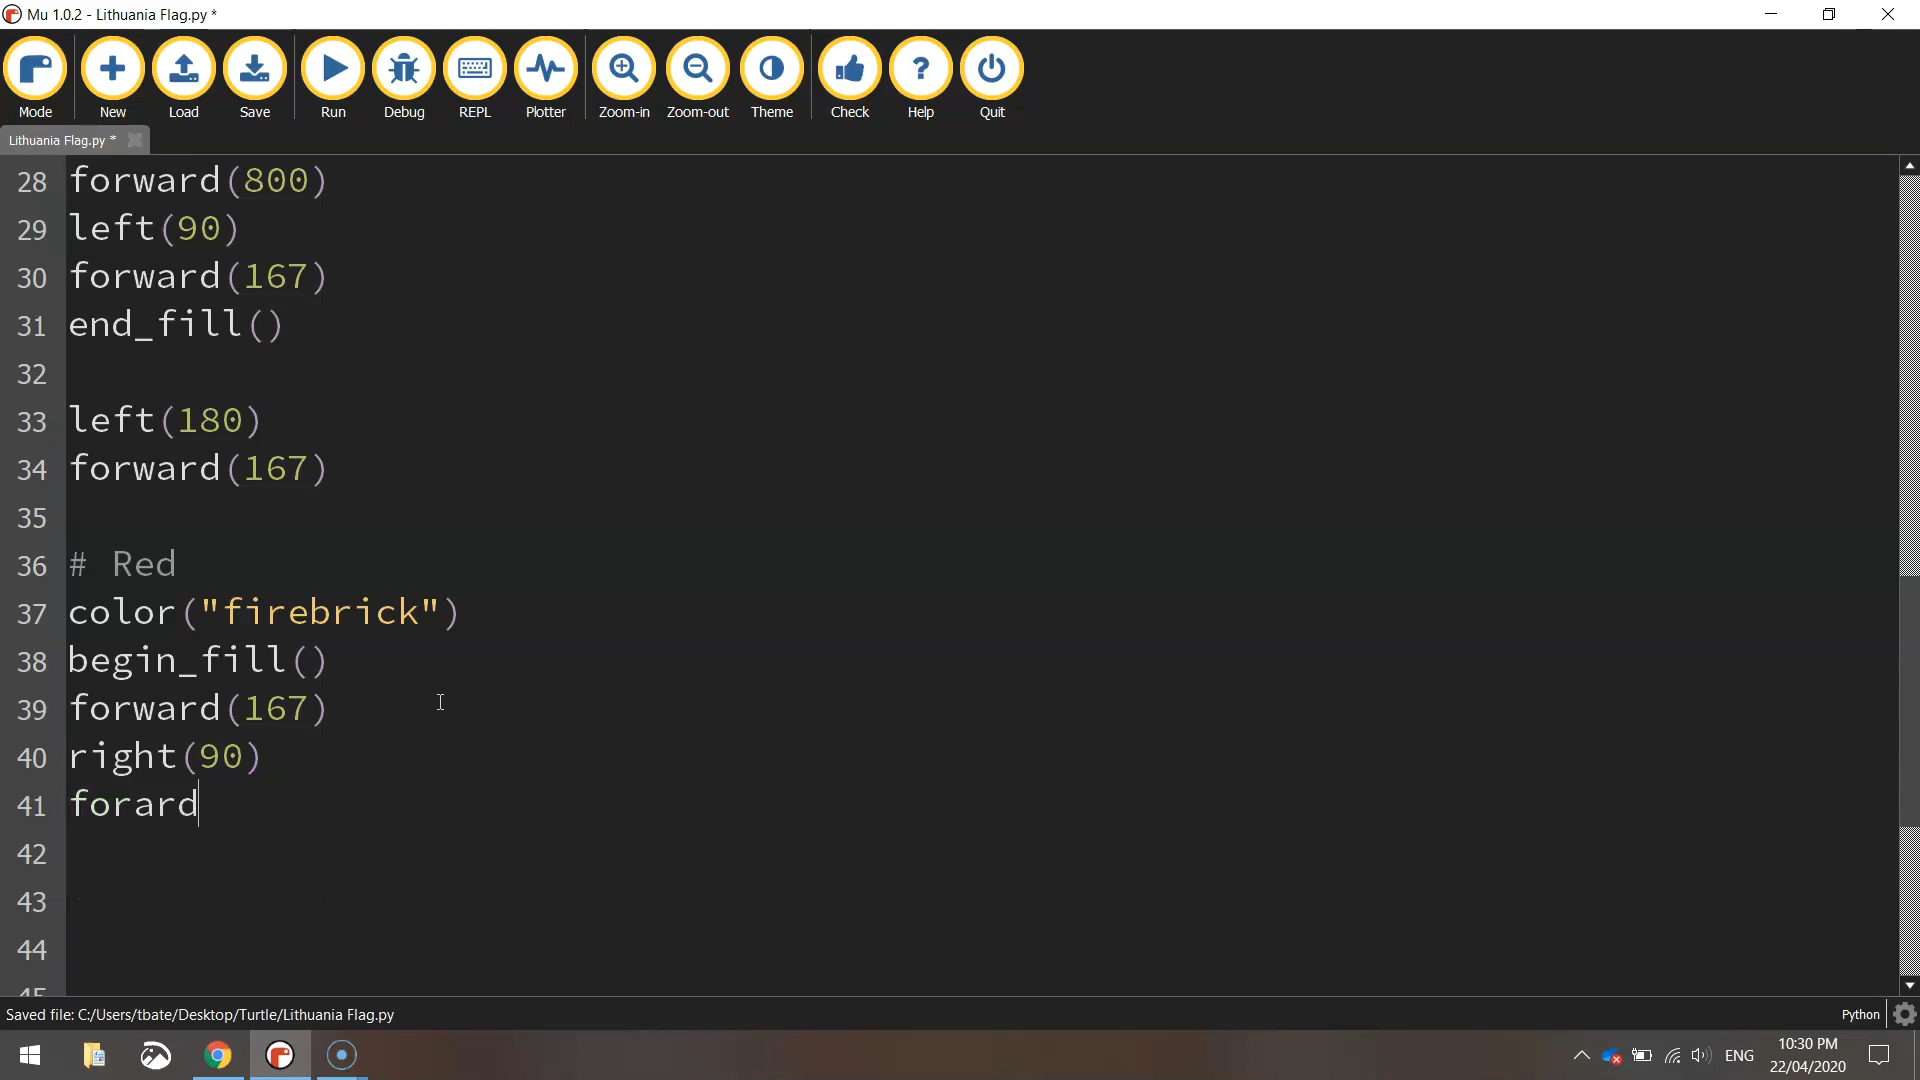 Mu 1.0.2 - Lithuania Flag.py *
Mode New Load Save Run Debug REPL Plotter Zoom-in Zoom-out Theme Check Help Quit
Lithuania Flag.py *
28 forward(800)
29 left(90)
30 forward(167)
31 end_fill()
32
33 left(180)
34 forward(167)
35
36 # Red
37 color("firebrick")
38 begin_fill()
39 forward(167)
40 right(90)
41 forard
42
43
44
45
Saved file: C:/Users/tbate/Desktop/Turtle/Lithuania Flag.py Python
ENG 10:30 PM
22/04/2020